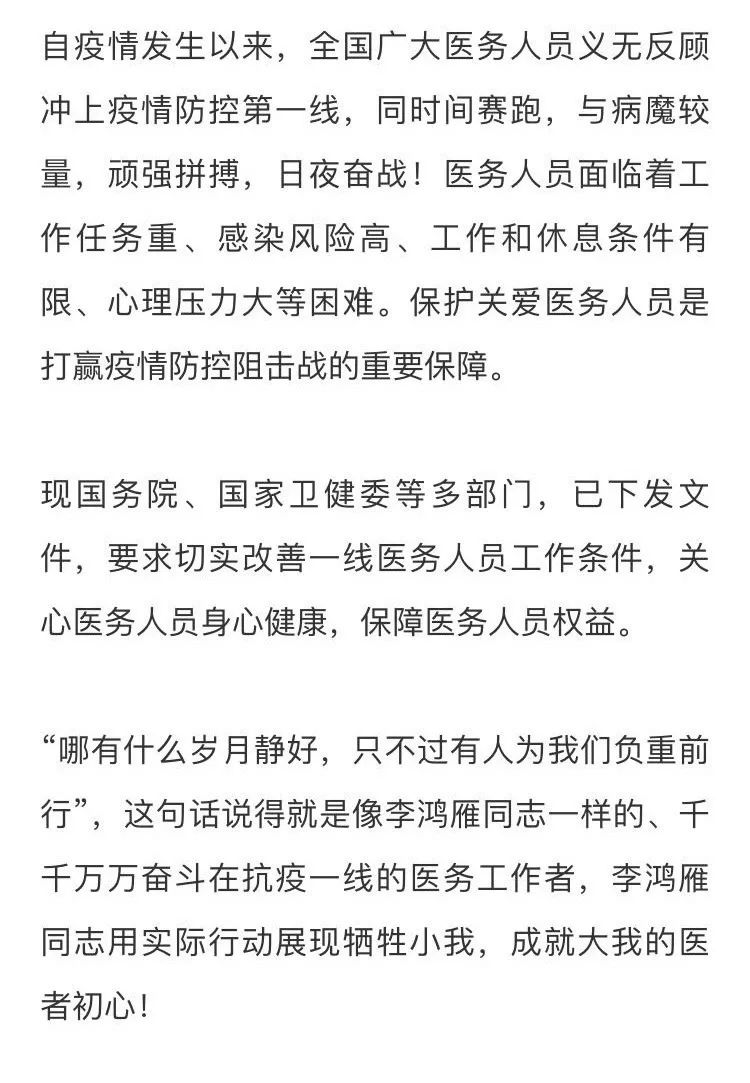 自疫情发生以来，全国广大医务人员义无反顾
冲上疫情防控第一线，同时间赛跑，与病魔较
量，顽强拼搏，日夜奋战！医务人员面临着工
作任务重、感染风险高、工作和休息条件有
限、心理压力大等困难。保护关爱医务人员是
打赢疫情防控阻击战的重要保障。
现国务院、国家卫健委等多部门，已下发文
件，要求切实改善一线医务人员工作条件，关
心医务人员身心健康，保障医务人员权益。
“哪有什么岁月静好，只不过有人为我们负重前
行”，这句话说得就是像李鸿雁同志一样的、千
千万万奋斗在抗疫一线的医务工作者，李鸿雁
同志用实际行动展现牺牲小我，成就大我的医
者初心！